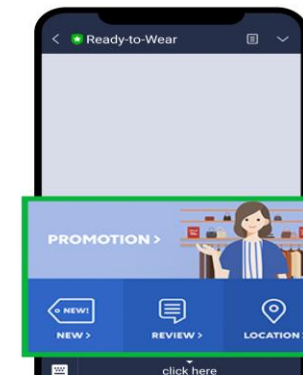 Ready-to-Wear
PROMOTION >
NEW!
NEW >
REVIEW >
LOCATION >
click here